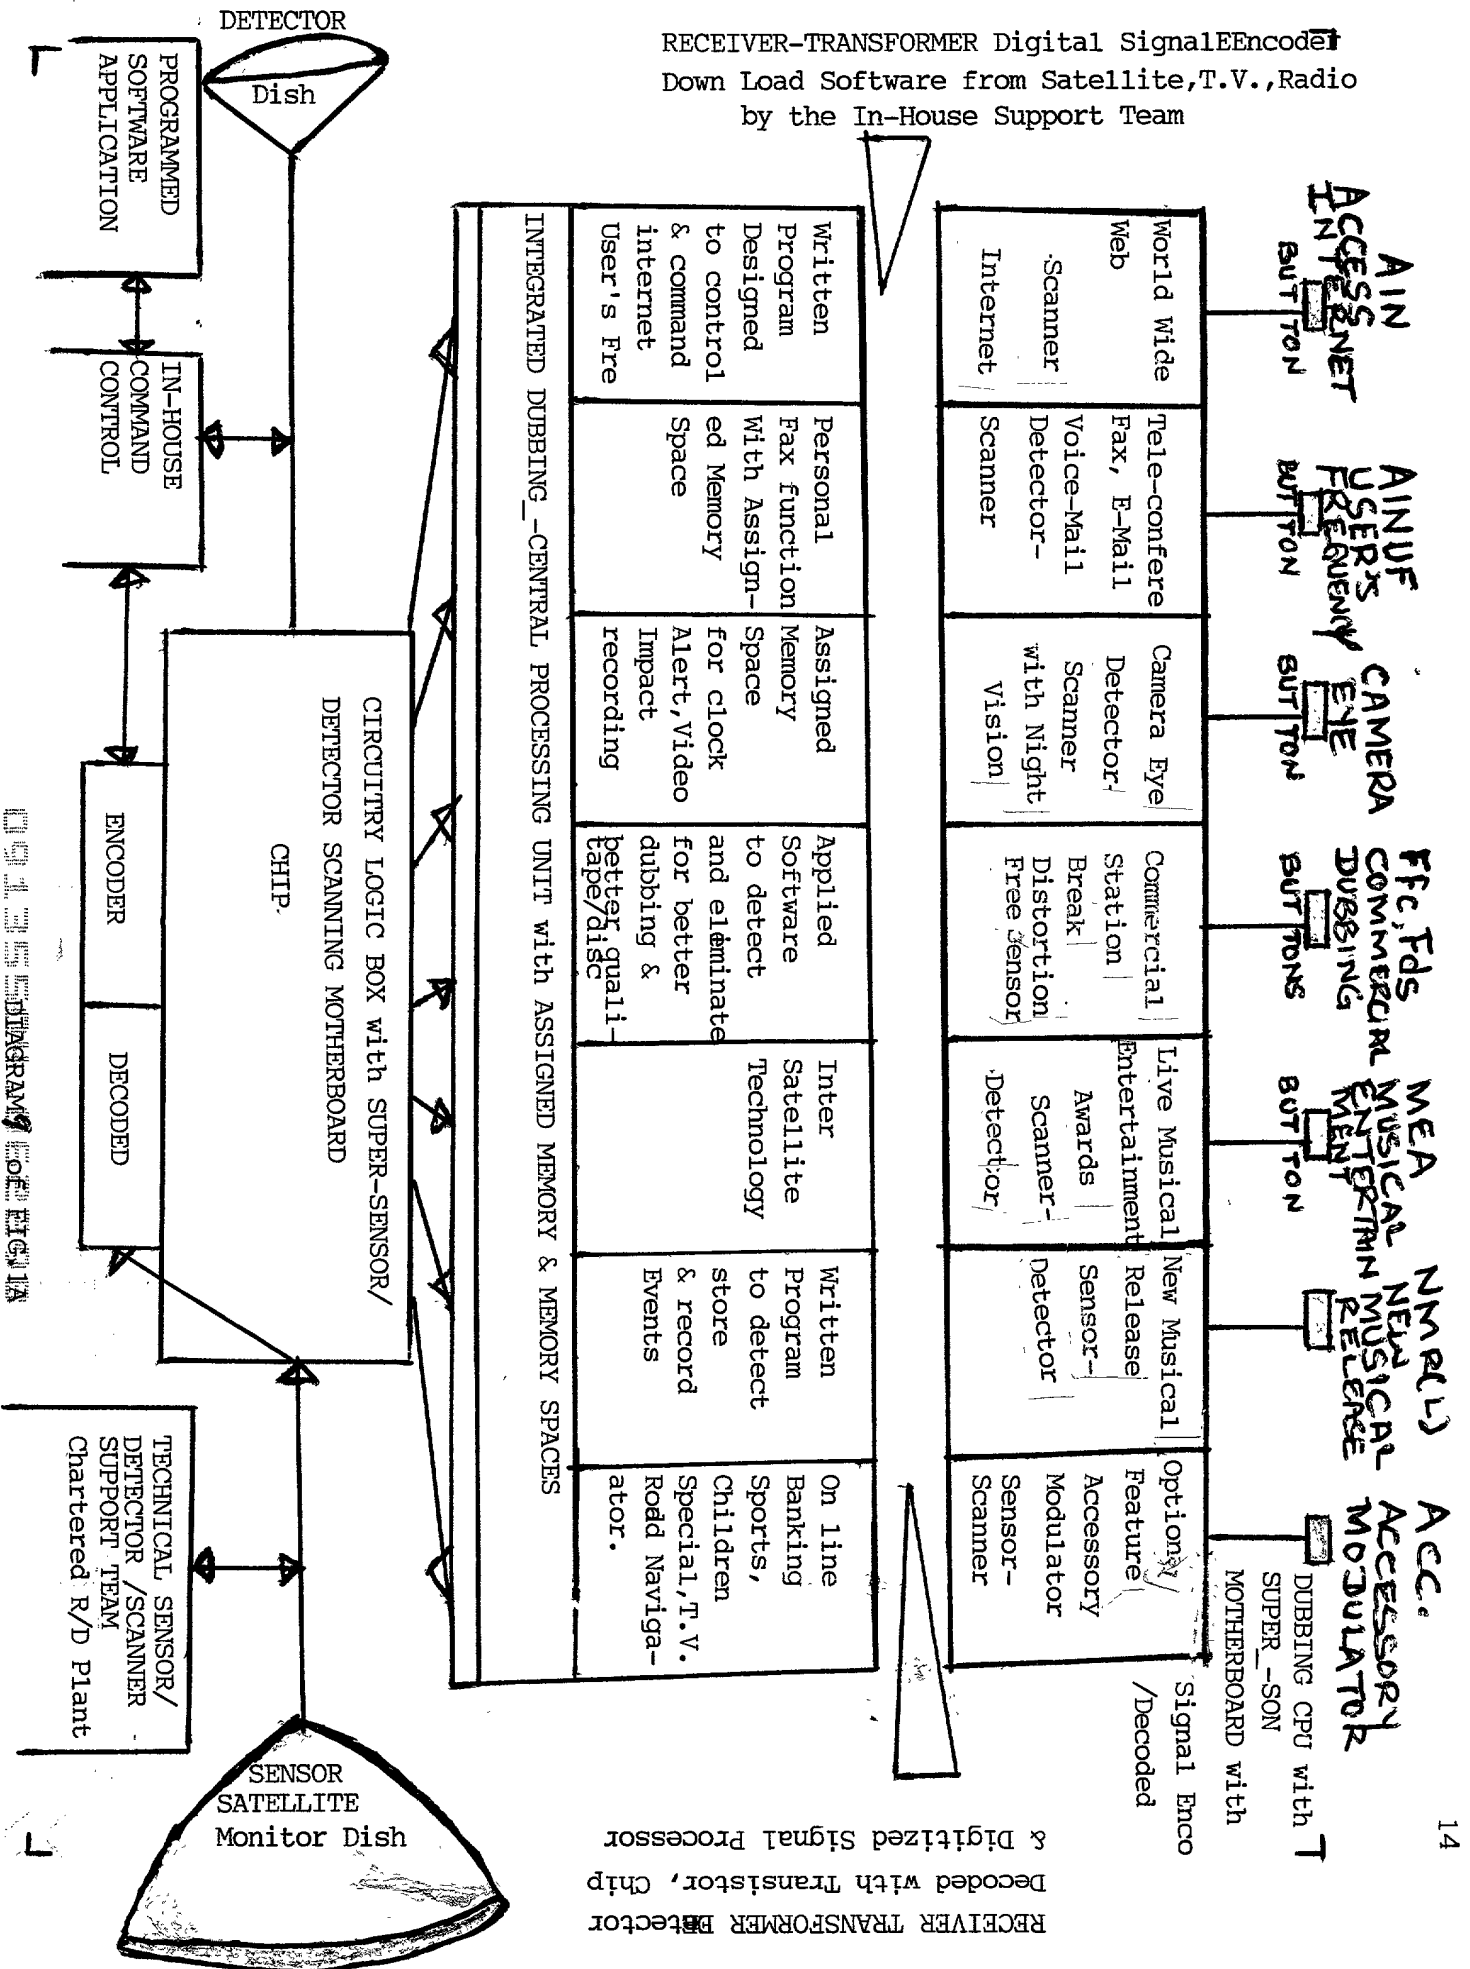 14
AIN
ACCESS
INTERNET
BUTTON
AINUF
USER'S
FREQUENCY
BUTTON
CAMERA
EYE
BUTTON
FFC, Fds
COMMERCIAL
DUBBING
BUTTONS
MEA
MUSICAL
ENTERTAIN
MENT
BUTTON
NMR(L)
NEW
MUSICAL
RELEASE
ACC.
ACCESSORY
MODULATOR
DUBBING CPU with
SUPER_-SON
MOTHERBOARD with
Signal Enco
/Decoded
World Wide
Web
Scanner
Internet
Tele-confere
Fax, E-Mail
Voice-Mail
Detector-
Scanner
Camera Eye
Detector-
Scanner
with Night
Vision
Commercial
Station
Break
Distortion
Free Sensor
Live Musical
Entertainment
Awards
Scanner-
Detector
New Musical
Release
Sensor-
Detector
Optional
Feature
Accessory
Modulator
Sensor-
Scanner
RECEIVER-TRANSFORMER Digital SignalEEncoder
Down Load Software from Satellite,T.V.,Radio
by the In-House Support Team
RECEIVER TRANSFORMER Detector
Decoded with Transistor, Chip
& Digitized Signal Processor
Written
Program
Designed
to control
& command
internet
User's Fre
Personal
Fax function
With Assign-
ed Memory
Space
Assigned
Memory
Space
for clock
Alert,Video
Impact
recording
Applied
Software
to detect
and eleminate
for better
dubbing &
better quali-
tape/disc
Inter
Satellite
Technology
Written
Program
to detect
store
& record
Events
On line
Banking
Sports,
Children
Special,T.V.
Road Naviga-
ator.
INTEGRATED DUBBING_-CENTRAL PROCESSING UNIT with ASSIGNED MEMORY & MEMORY SPACES
CIRCUITRY LOGIC BOX with SUPER-SENSOR/
DETECTOR SCANNING MOTHERBOARD
CHIP.
DETECTOR
Dish
PROGRAMMED
SOFTWARE
APPLICATION
IN-HOUSE
COMMAND
CONTROL
ENCODER
DECODED
TECHNICAL SENSOR/
DETECTOR /SCANNER
SUPPORT TEAM
Chartered R/D Plant
SENSOR
SATELLITE
Monitor Dish
DIAGRAM 9 OF FIG. 1A